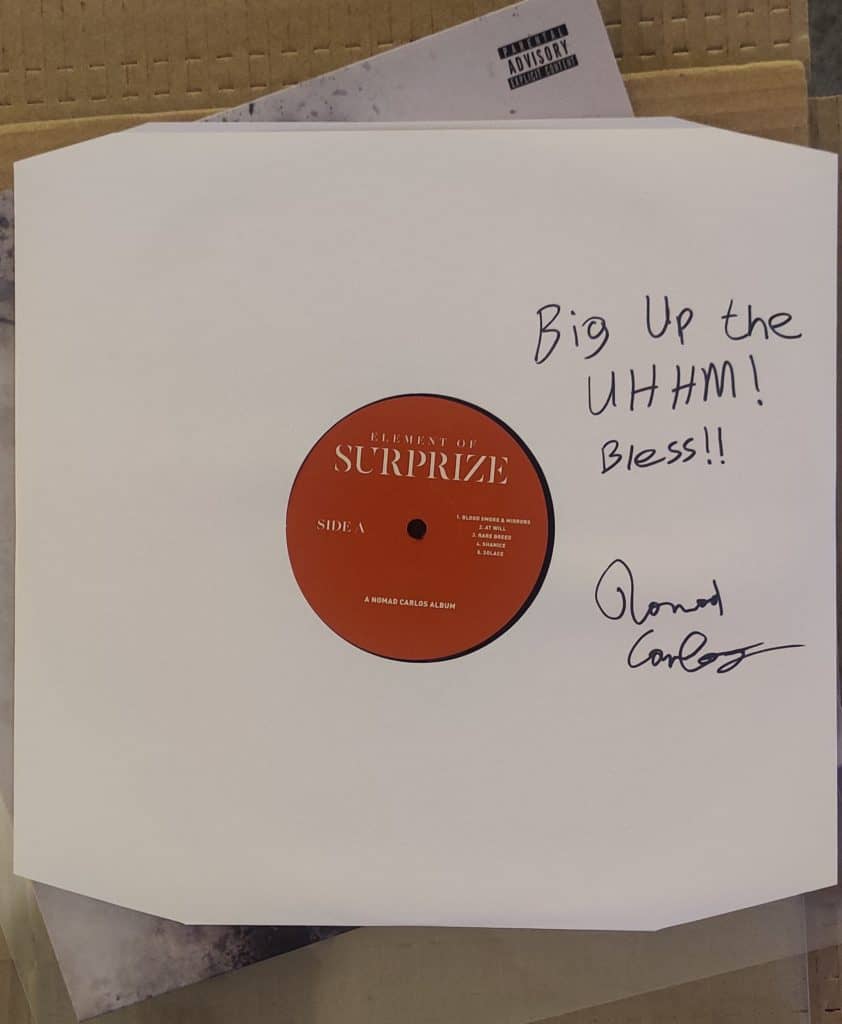 PARENTAL
ADVISORY
EXPLICIT CONTENT
Big Up the
UHHM!
Bless!!
ELEMENT OF
SURPRIZE
SIDE A
1. BLOOD SMOKE & MIRRORS
2. AT WILL
3. RARE BREED
4. SHANICE
5. SOLACE
A NOMAD CARLOS ALBUM
Nomad
Carlos